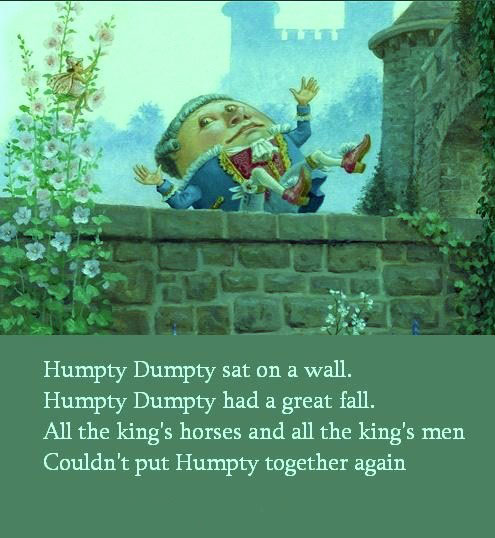 Humpty Dumpty sat on a wall.
Humpty Dumpty had a great fall.
All the king's horses and all the king's men
Couldn't put Humpty together again